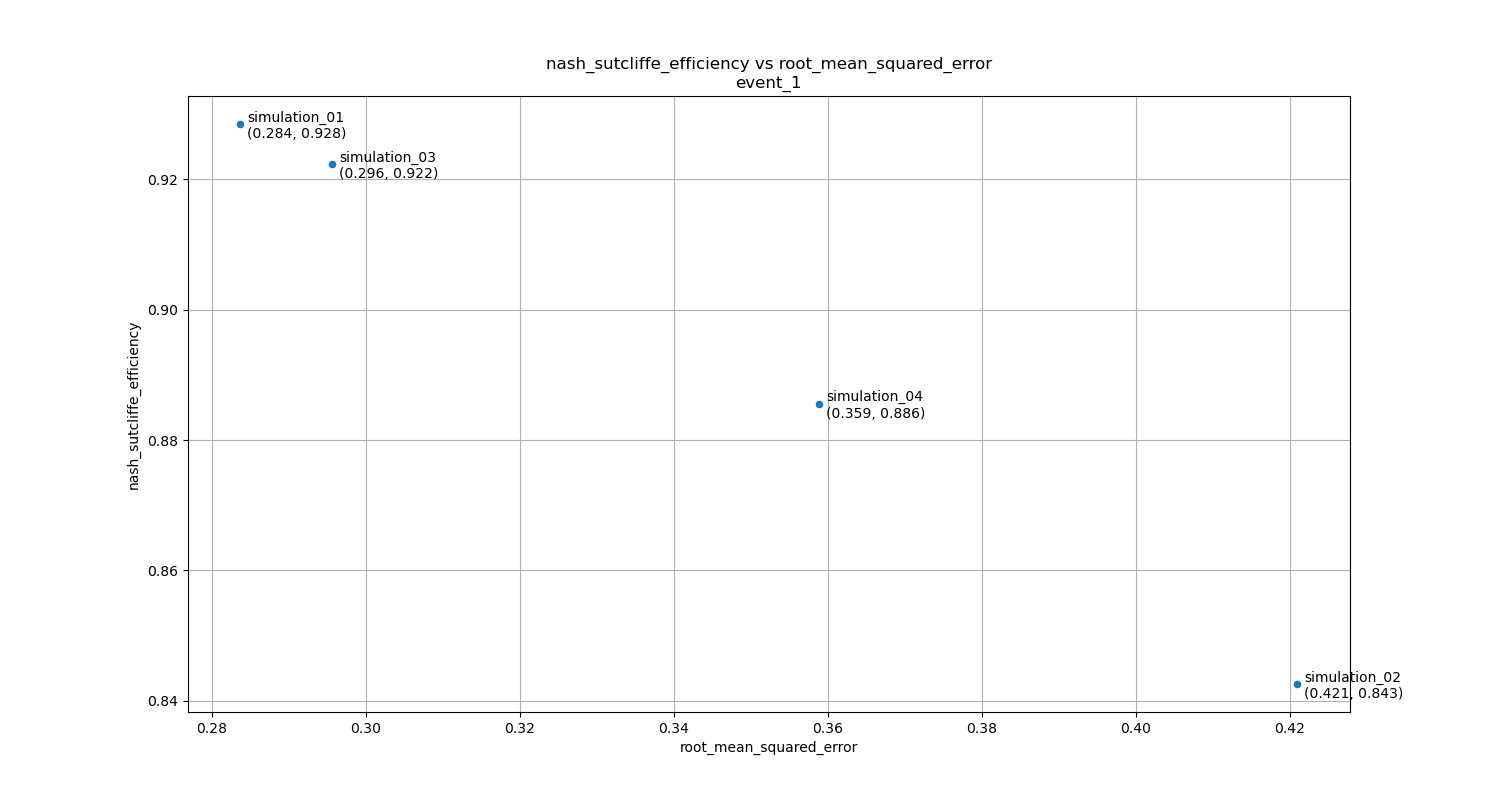 nash_sutcliffe_efficiency vs root_mean_squared_error
event_1
simulation_01
(0.284, 0.928)
simulation_03
(0.296, 0.922)
simulation_04
(0.359, 0.886)
simulation_02
(0.421, 0.843)
nash_sutcliffe_efficiency
0.92
0.90
0.88
0.86
0.84
0.28
0.30
0.32
0.34
0.36
0.38
0.40
0.42
root_mean_squared_error